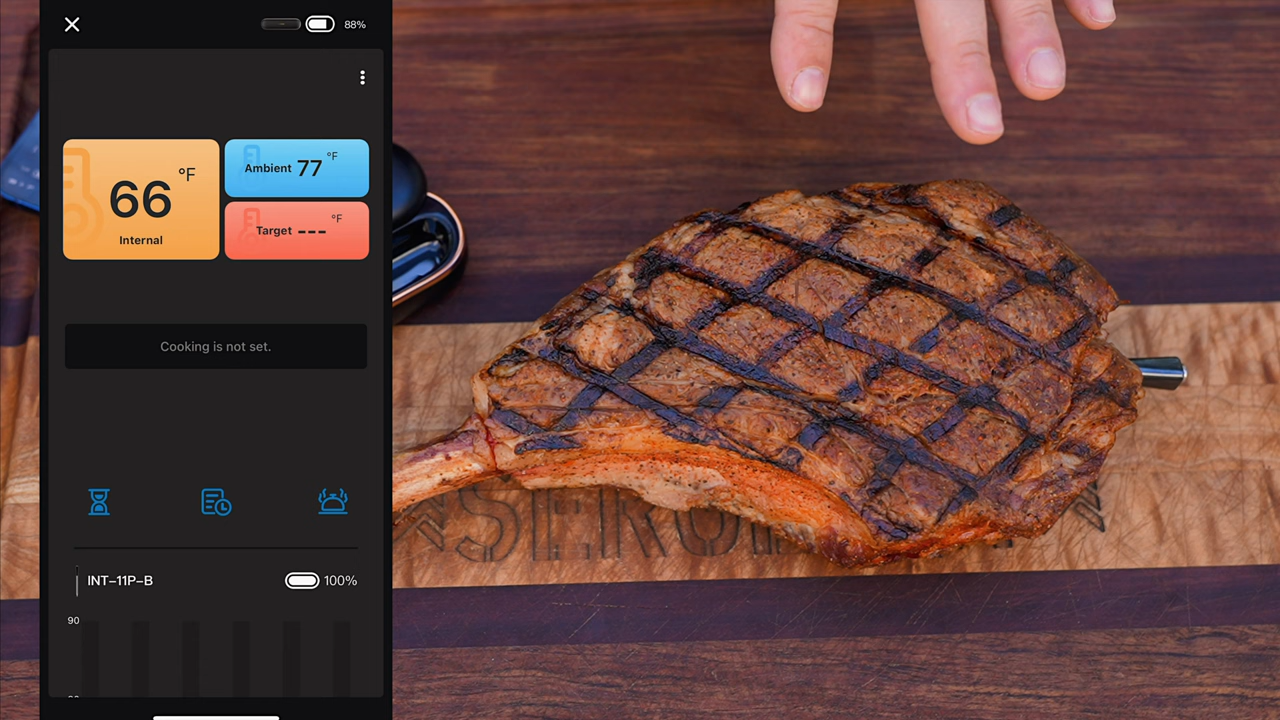 88%
66 °F
Internal
Ambient 77 °F
Target --- °F
Cooking is not set.
INT-11P-B
100%
90